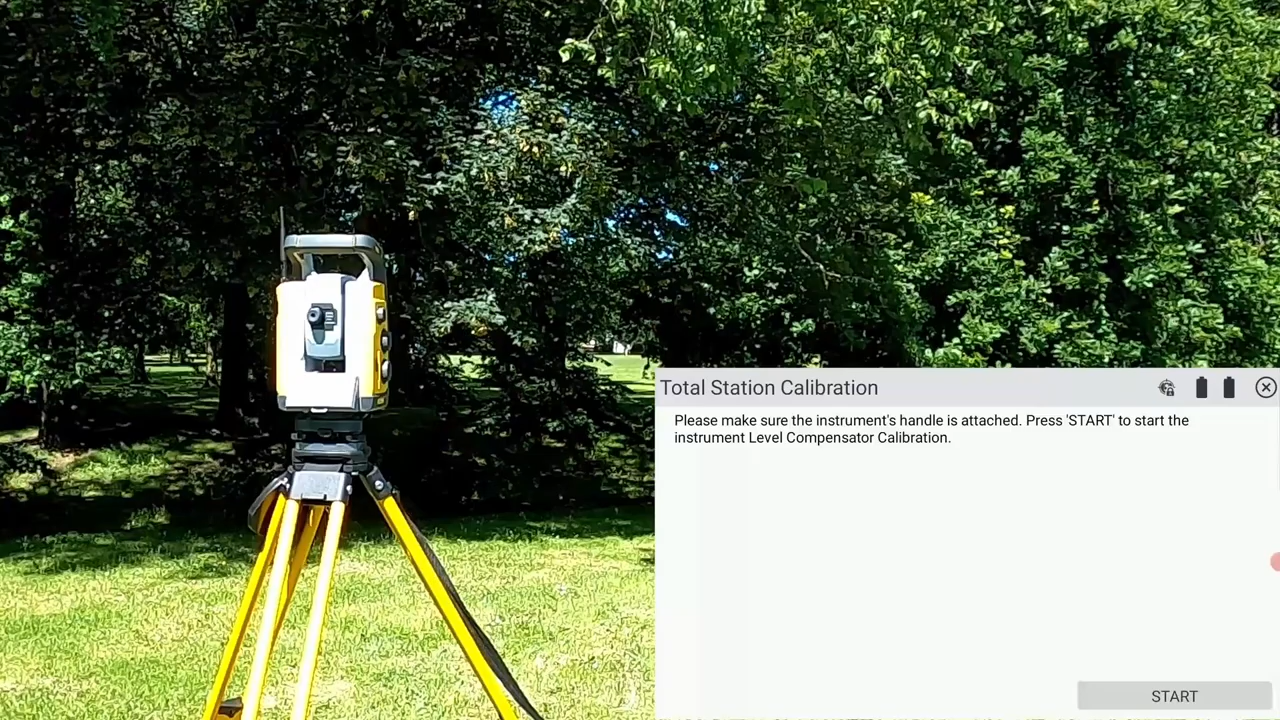 Total Station Calibration
Please make sure the instrument's handle is attached. Press 'START' to start the
instrument Level Compensator Calibration.
START